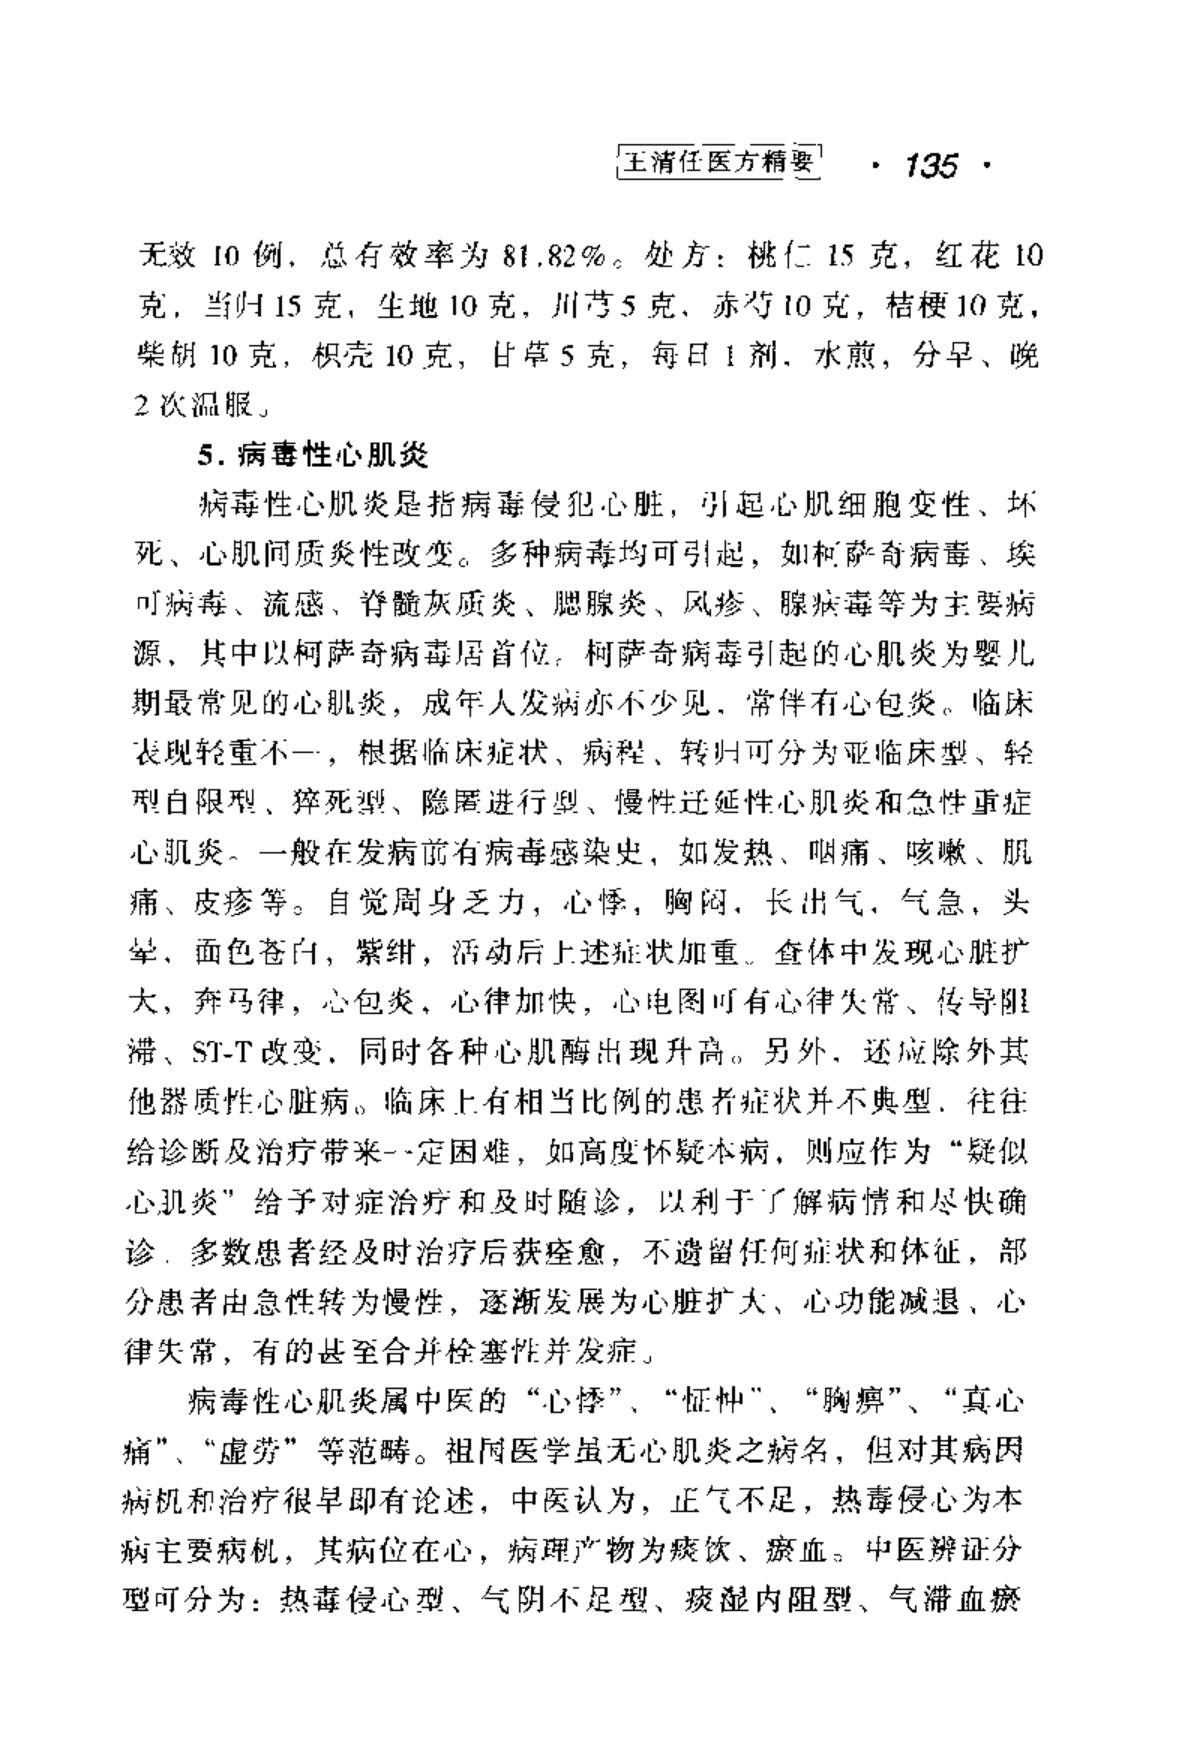 王清任医方精要 · 135 ·
无效 10 例，总有效率为 81.82%。处方：桃仁 15 克，红花 10
克，当归 15 克，生地 10 克，川芎 5 克，赤芍 10 克，桔梗 10 克，
柴胡 10 克，枳壳 10 克，甘草 5 克，每日 1 剂，水煎，分早、晚
2 次温服。
5. 病毒性心肌炎
病毒性心肌炎是指病毒侵犯心脏，引起心肌细胞变性、坏
死、心肌间质炎性改变。多种病毒均可引起，如柯萨奇病毒、埃
可病毒、流感、脊髓灰质炎、腮腺炎、风疹、腺病毒等为主要病
源，其中以柯萨奇病毒居首位。柯萨奇病毒引起的心肌炎为婴儿
期最常见的心肌炎，成年人发病亦不少见，常伴有心包炎。临床
表现轻重不一，根据临床症状、病程、转归可分为亚临床型、轻
型自限型、猝死型、隐匿进行型、慢性迁延性心肌炎和急性重症
心肌炎。一般在发病前有病毒感染史，如发热、咽痛、咳嗽、肌
痛、皮疹等。自觉周身乏力，心悸，胸闷，长出气，气急，头
晕，面色苍白，紫绀，活动后上述症状加重。查体中发现心脏扩
大，奔马律，心包炎，心律加快，心电图可有心律失常、传导阻
滞、ST-T 改变，同时各种心肌酶出现升高。另外，还应除外其
他器质性心脏病。临床上有相当比例的患者症状并不典型，往往
给诊断及治疗带来一定困难，如高度怀疑本病，则应作为“疑似
心肌炎”给予对症治疗和及时随诊，以利于了解病情和尽快确
诊．多数患者经及时治疗后获痊愈，不遗留任何症状和体征，部
分患者由急性转为慢性，逐渐发展为心脏扩大、心功能减退、心
律失常，有的甚至合并栓塞性并发症。
病毒性心肌炎属中医的“心悸”、“怔忡”、“胸痹”、“真心
痛”、“虚劳”等范畴。祖国医学虽无心肌炎之病名，但对其病因
病机和治疗很早即有论述，中医认为，正气不足，热毒侵心为本
病主要病机，其病位在心，病理产物为痰饮、瘀血。中医辨证分
型可分为：热毒侵心型、气阴不足型、痰湿内阻型、气滞血瘀